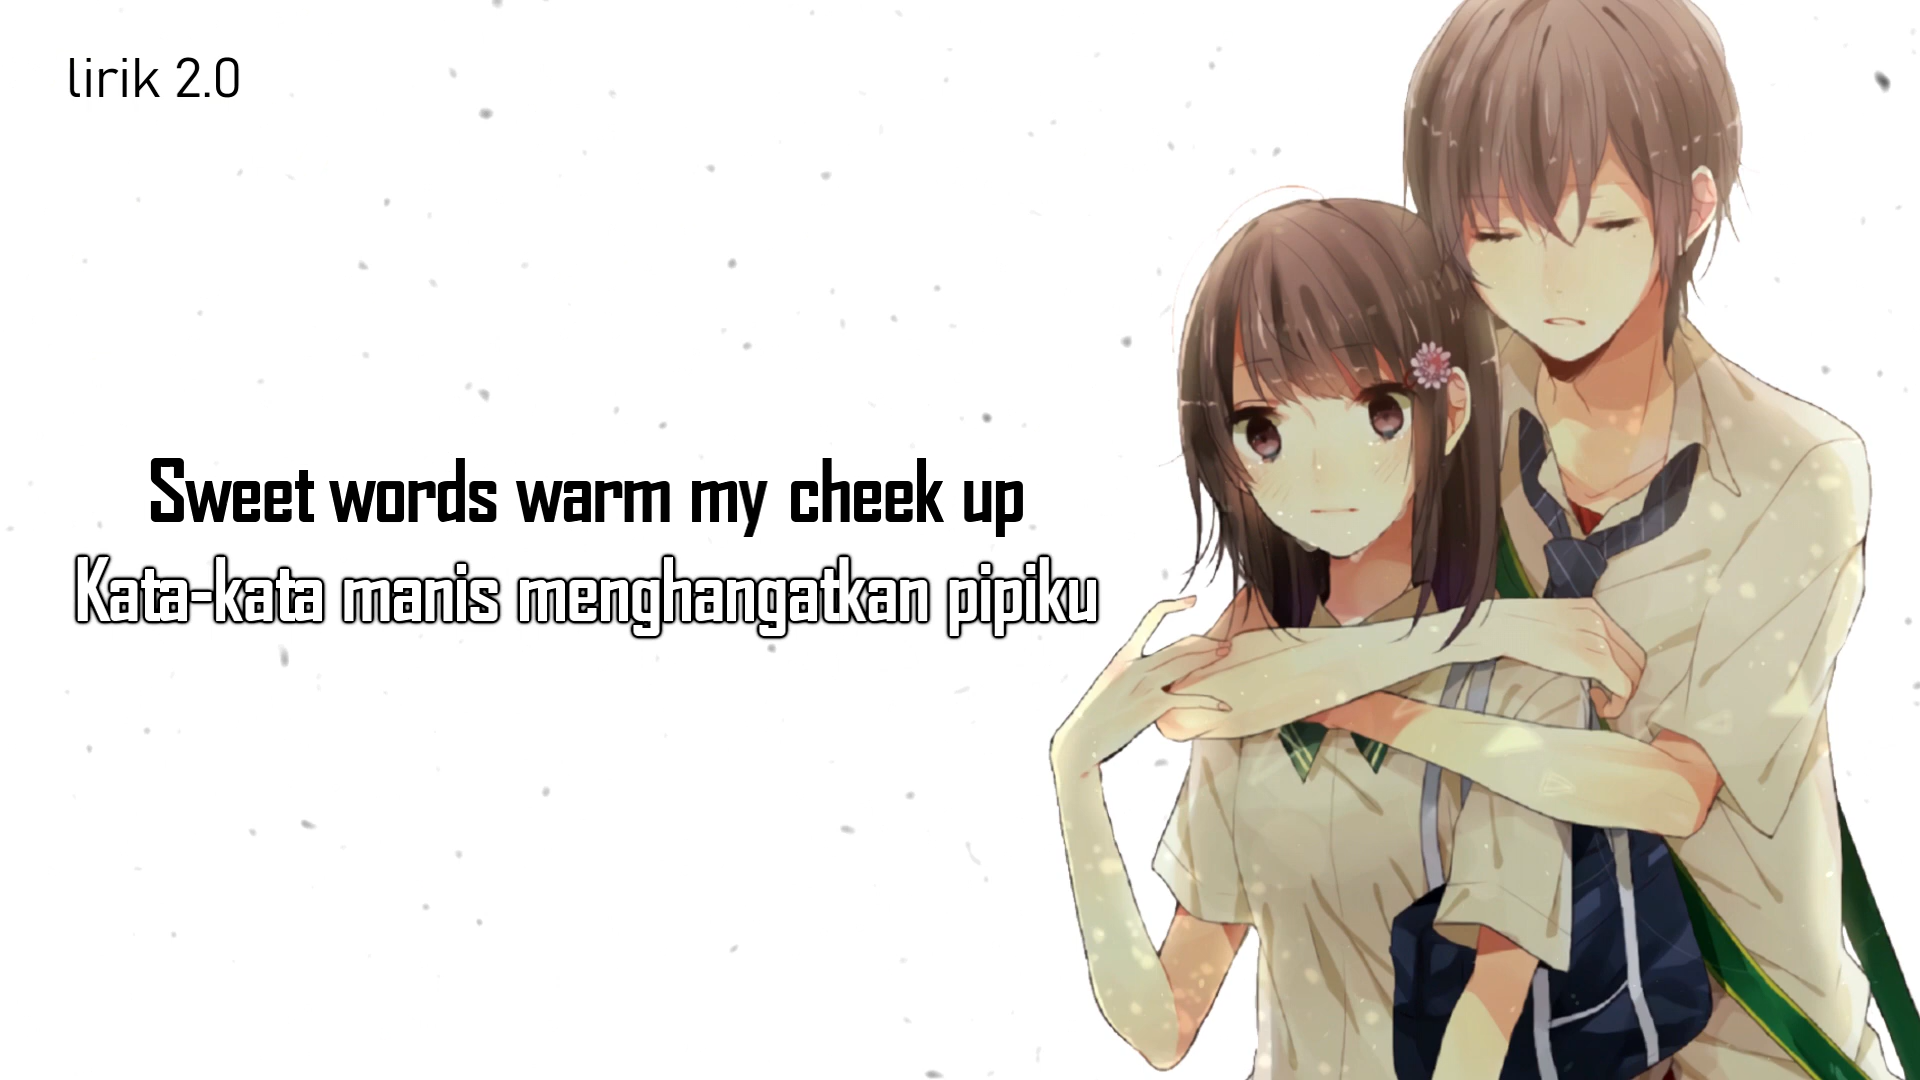 lirik 2.0
Sweet words warm my cheek up
Kata-kata manis menghangatkan pipiku